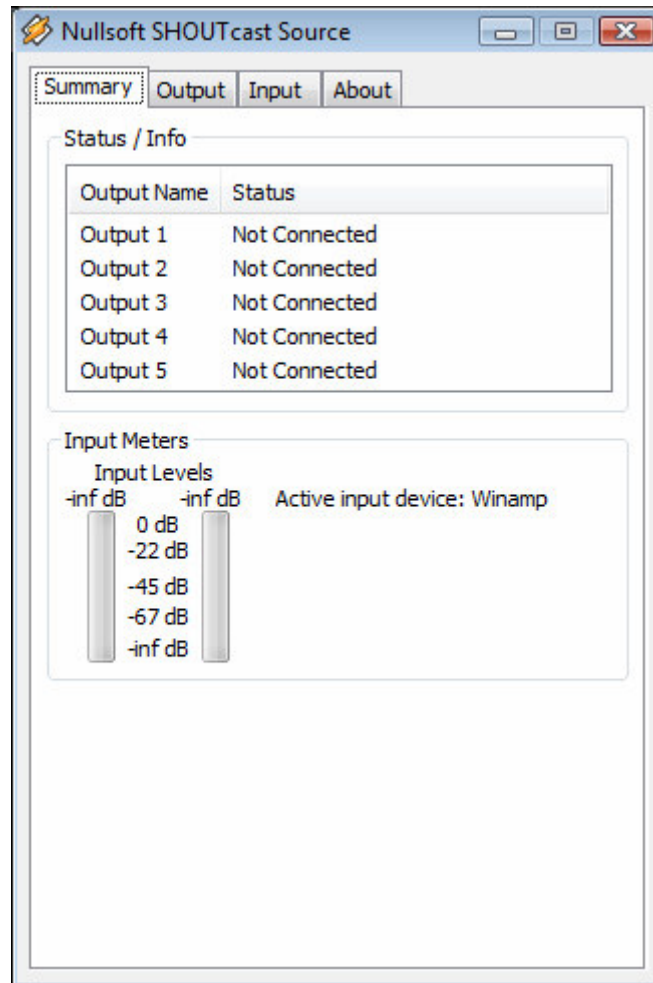 Nullsoft SHOUTcast Source
Summary Output Input About
Status / Info
Output Name Status
Output 1 Not Connected
Output 2 Not Connected
Output 3 Not Connected
Output 4 Not Connected
Output 5 Not Connected
Input Meters
Input Levels
-inf dB -inf dB Active input device: Winamp
0 dB
-22 dB
-45 dB
-67 dB
-inf dB